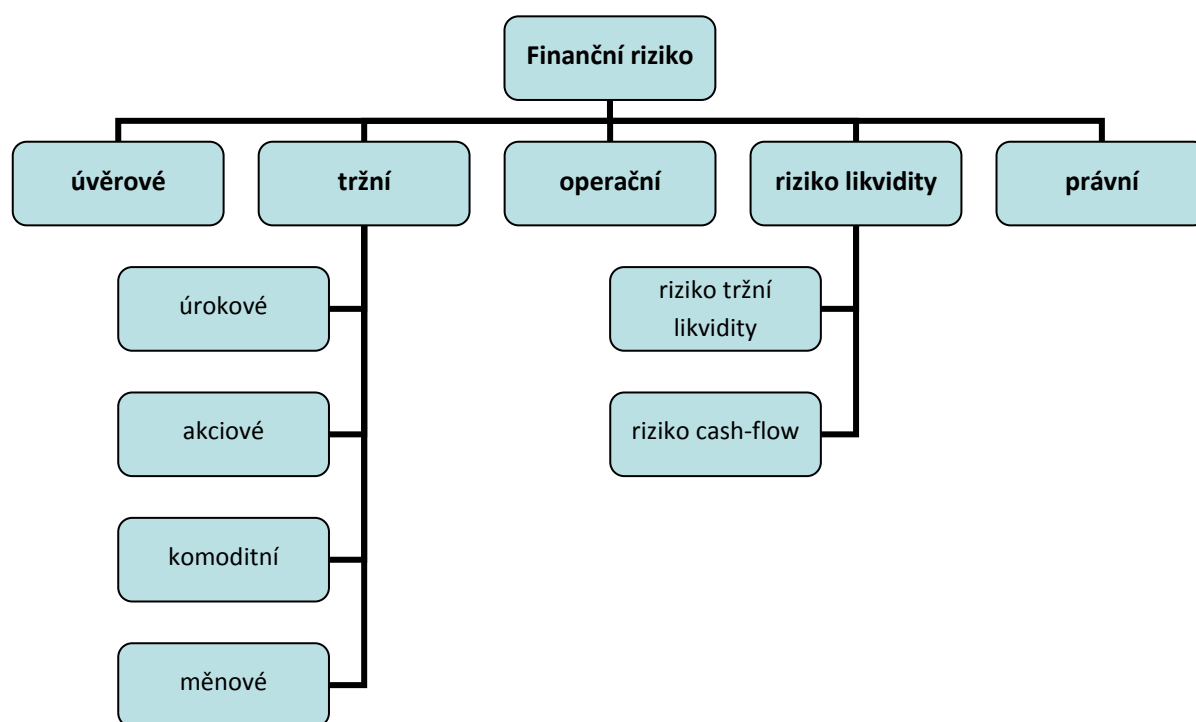 Finanční riziko
úvěrové
tržní
operační
riziko likvidity
právní
úrokové
riziko tržní
likvidity
akciové
riziko cash-flow
komoditní
měnové